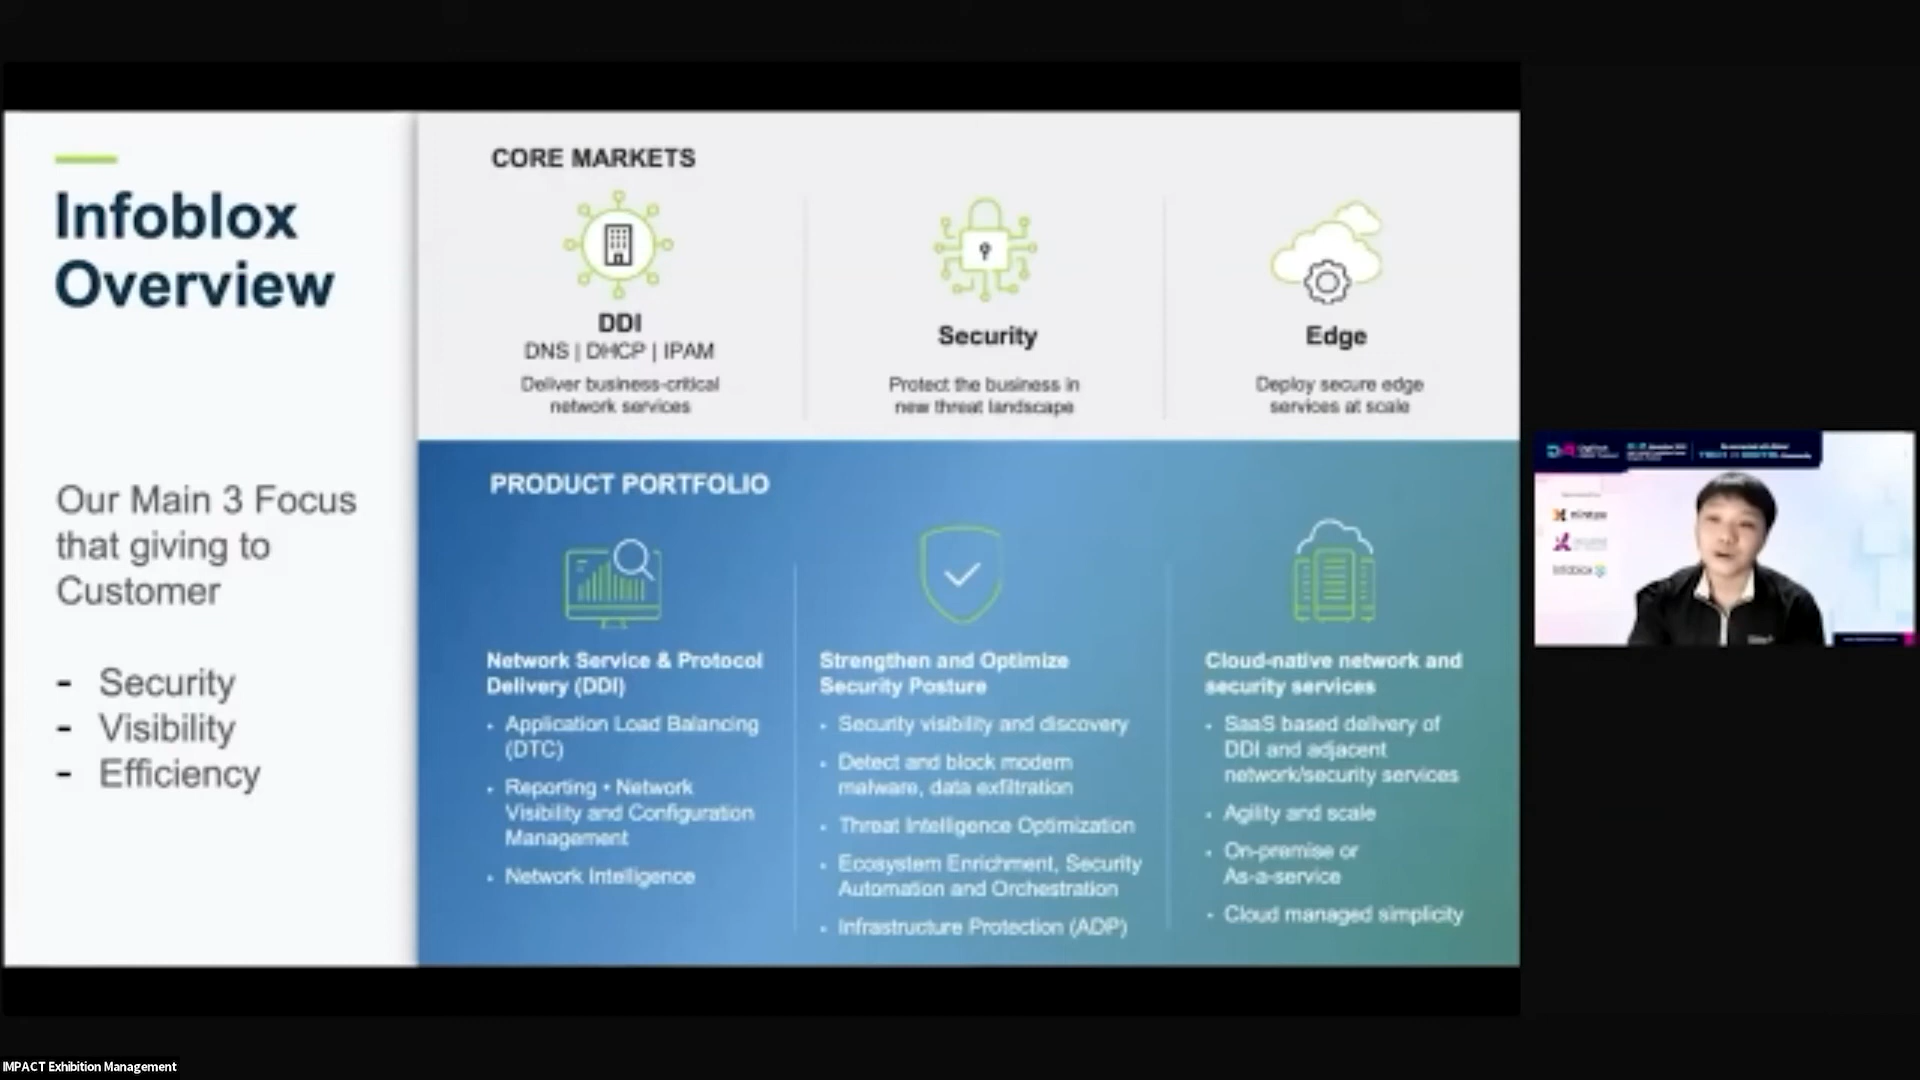 Infoblox
Overview
Our Main 3 Focus
that giving to
Customer
- Security
- Visibility
- Efficiency
CORE MARKETS
DDI
DNS | DHCP | IPAM
Deliver business-critical
network services
Security
Protect the business in
new threat landscape
Edge
Deploy secure edge
services at scale
PRODUCT PORTFOLIO
Network Service & Protocol
Delivery (DDI)
• Application Load Balancing
(DTC)
• Reporting • Network
Visibility and Configuration
Management
• Network Intelligence
Strengthen and Optimize
Security Posture
• Security visibility and discovery
• Detect and block modern
malware, data exfiltration
• Threat Intelligence Optimization
• Ecosystem Enrichment, Security
Automation and Orchestration
• Infrastructure Protection (ADP)
Cloud-native network and
security services
• SaaS based delivery of
DDI and adjacent
network/security services
• Agility and scale
• On-premise or
As-a-service
• Cloud managed simplicity
infoblox
IMPACT Exhibition Management